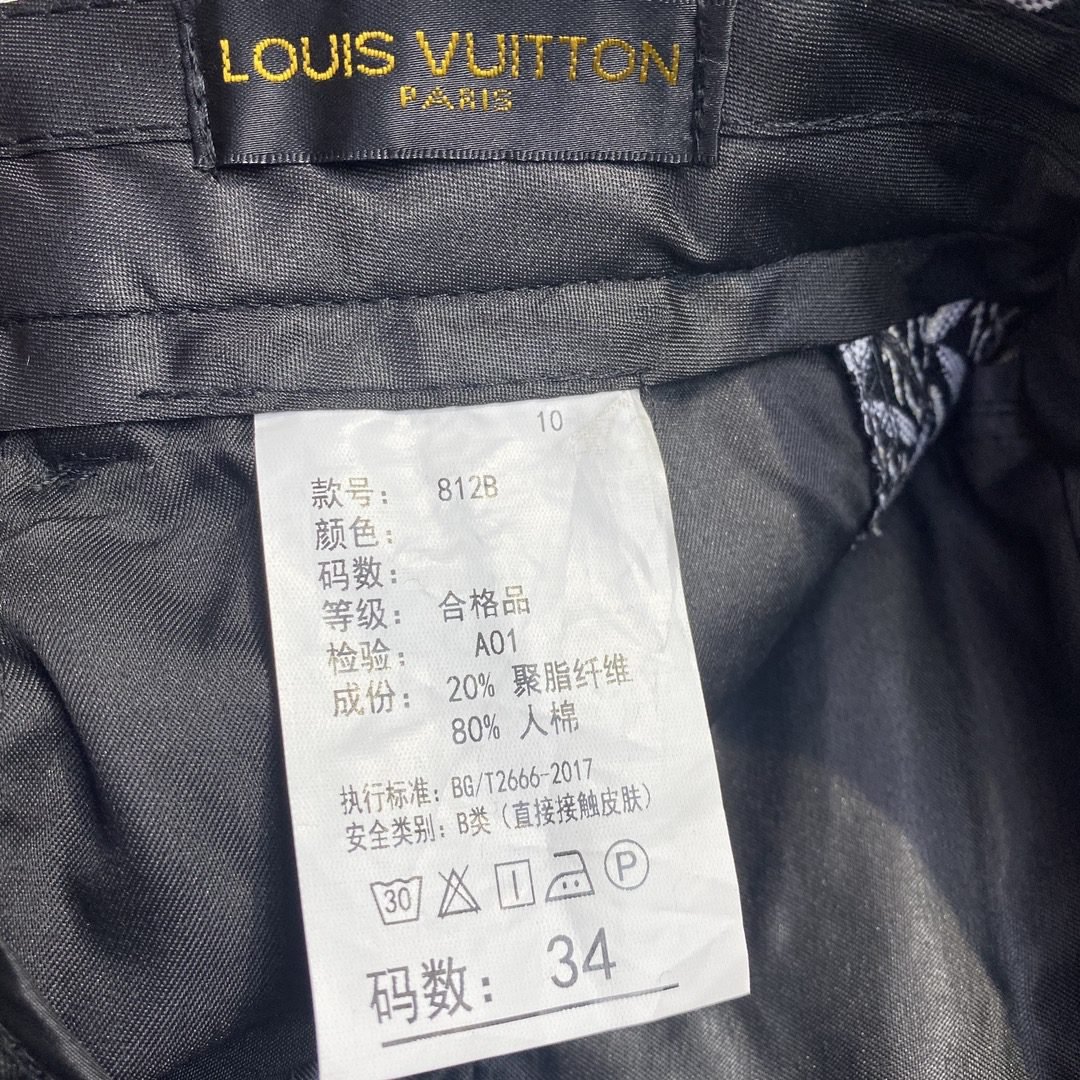 LOUIS VUITTON
PARIS
10
款号： 812B
颜色：
码数：
等级： 合格品
检验： A01
成份： 20% 聚脂纤维
80% 人棉
执行标准：BG/T2666-2017
安全类别：B类（直接接触皮肤）
30 P
码数： 34